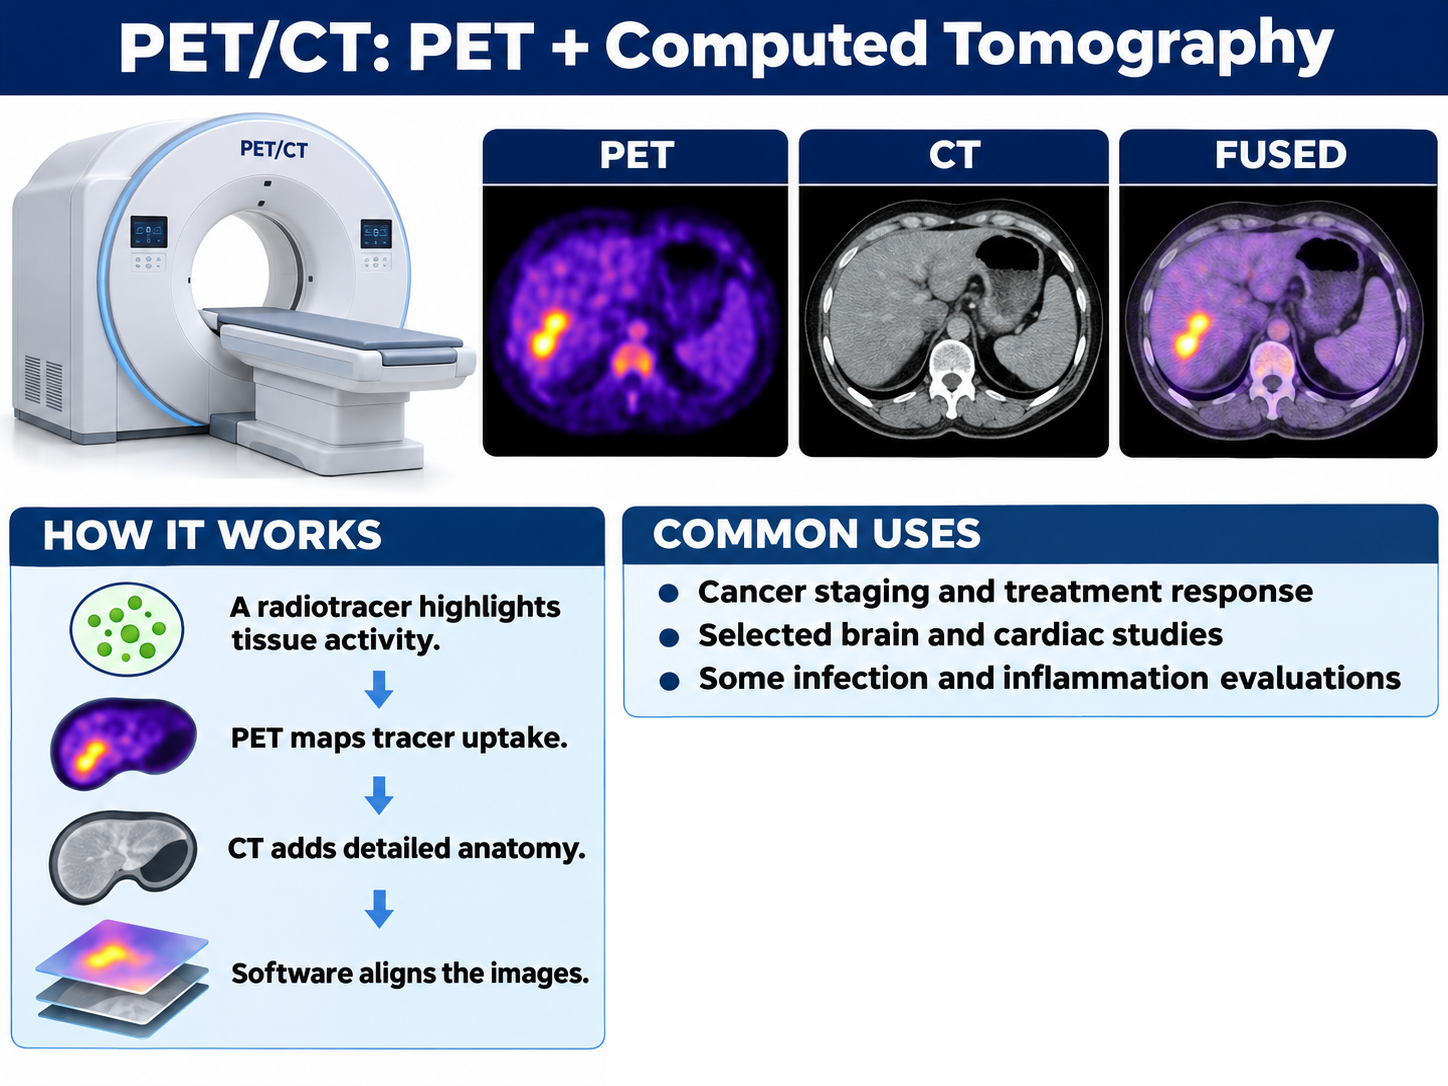 PET/CT: PET + Computed Tomography
PET/CT
PET
CT
FUSED
HOW IT WORKS
A radiotracer highlights
tissue activity.
PET maps tracer uptake.
CT adds detailed anatomy.
Software aligns the images.
COMMON USES
Cancer staging and treatment response
Selected brain and cardiac studies
Some infection and inflammation evaluations